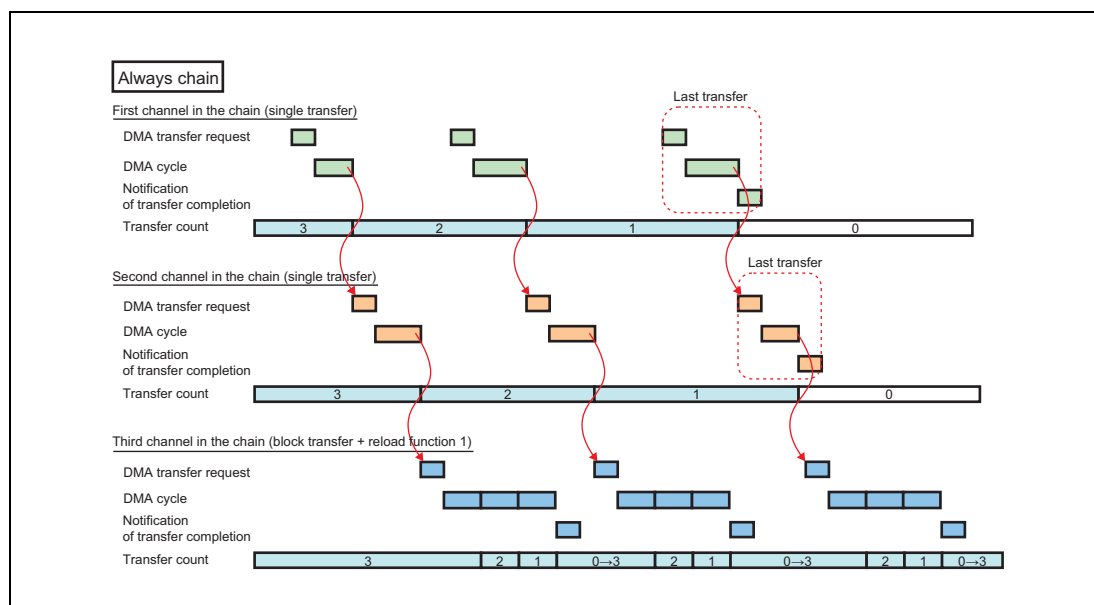 Always chain
First channel in the chain (single transfer)
Last transfer
DMA transfer request
DMA cycle
Notification
of transfer completion
Transfer count
3 2 1 0
Second channel in the chain (single transfer)
Last transfer
DMA transfer request
DMA cycle
Notification
of transfer completion
Transfer count
3 2 1 0
Third channel in the chain (block transfer + reload function 1)
DMA transfer request
DMA cycle
Notification
of transfer completion
Transfer count
3 2 1 0→3 2 1 0→3 2 1 0→3